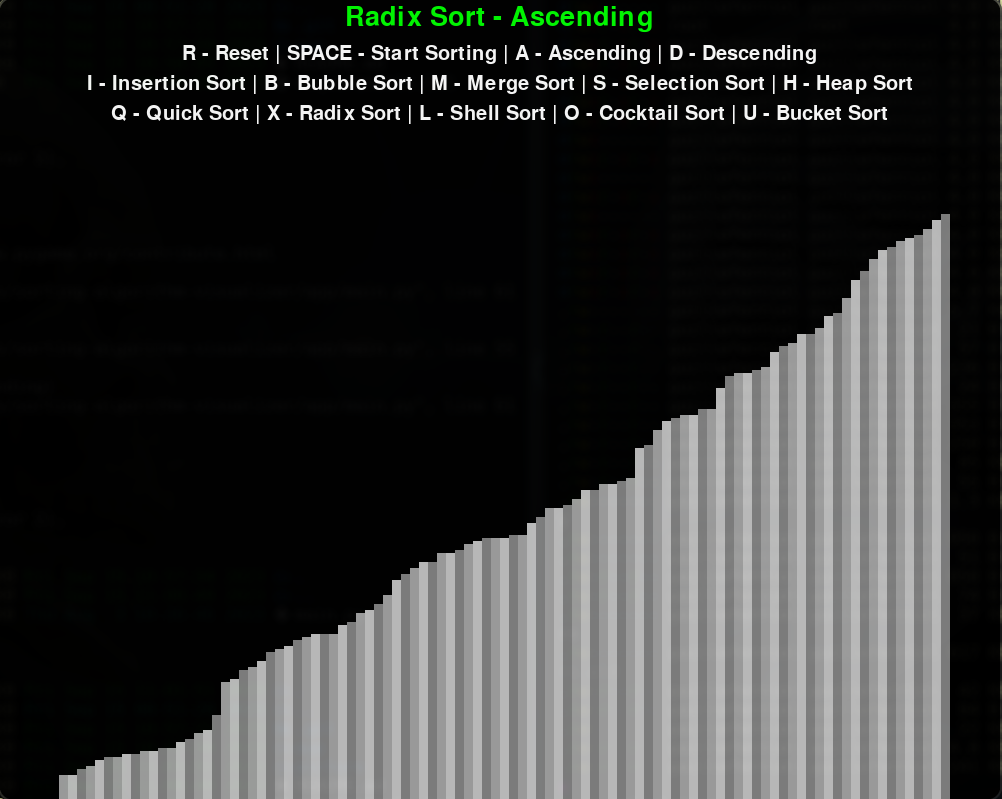 Radix Sort - Ascending
R - Reset | SPACE - Start Sorting | A - Ascending | D - Descending
I - Insertion Sort | B - Bubble Sort | M - Merge Sort | S - Selection Sort | H - Heap Sort
Q - Quick Sort | X - Radix Sort | L - Shell Sort | O - Cocktail Sort | U - Bucket Sort